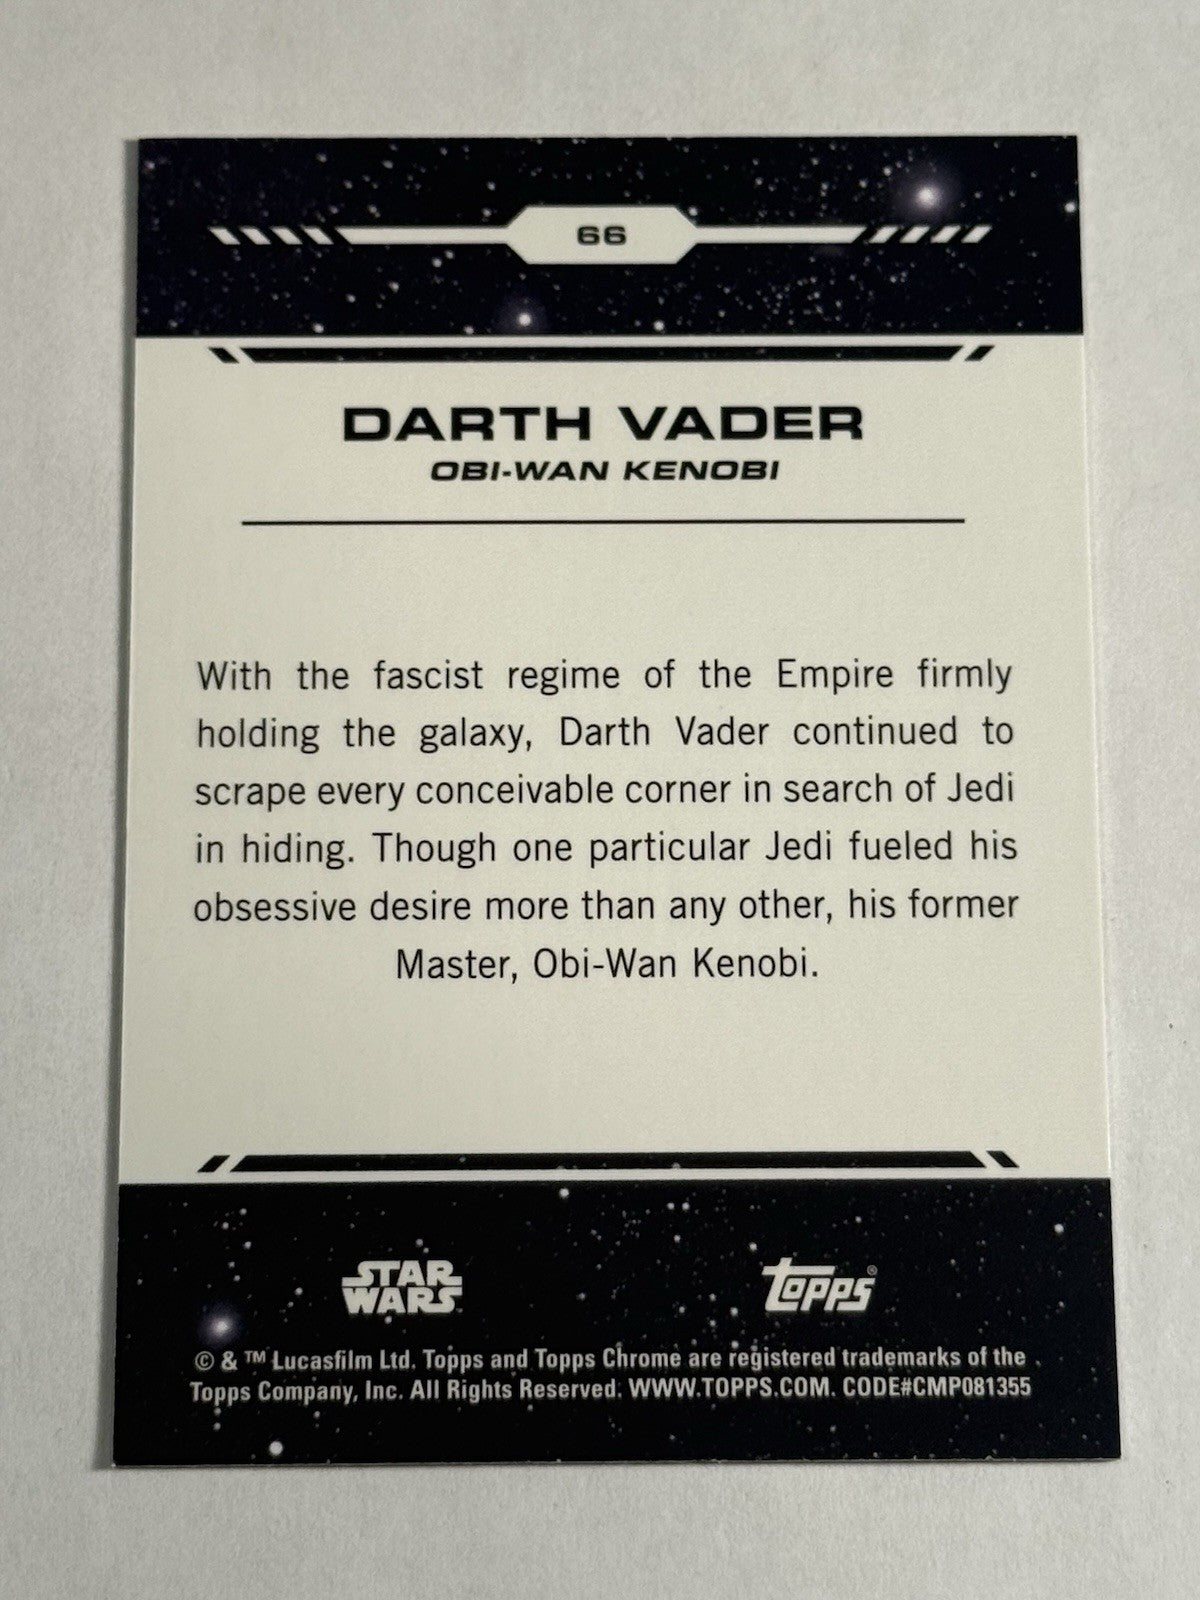 66
DARTH VADER
OBI-WAN KENOBI
With the fascist regime of the Empire firmly
holding the galaxy, Darth Vader continued to
scrape every conceivable corner in search of Jedi
in hiding. Though one particular Jedi fueled his
obsessive desire more than any other, his former
Master, Obi-Wan Kenobi.
STAR WARS
TOPPS®
© & ™ Lucasfilm Ltd. Topps and Topps Chrome are registered trademarks of the
Topps Company, Inc. All Rights Reserved. WWW.TOPPS.COM. CODE#CMP081355